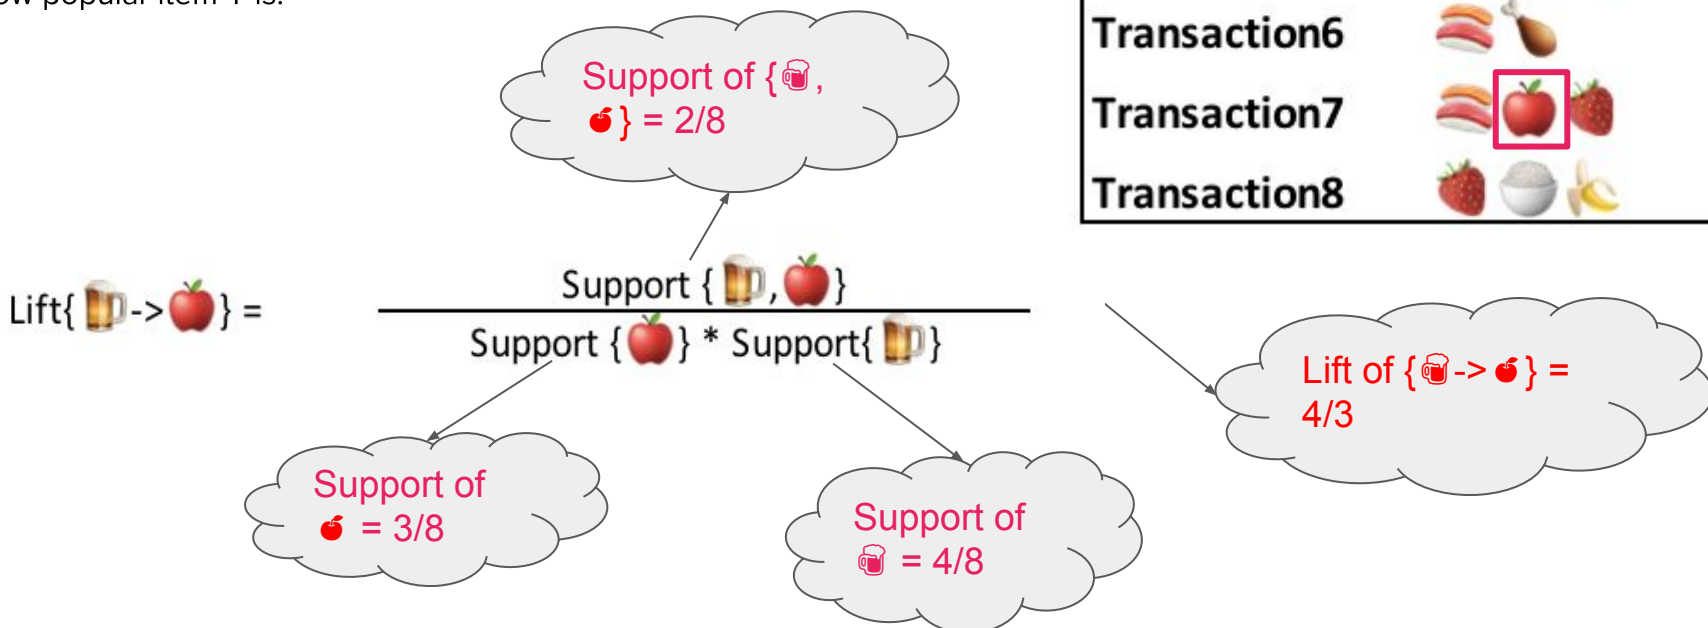 Support of {🍺,
🍎} = 2/8
Transaction6
Transaction7
Transaction8
Lift{🍺->🍎} =
Support {🍺,🍎}
Support {🍎} * Support{🍺}
Lift of {🍺->🍎} =
4/3
Support of
🍎 = 3/8
Support of
🍺 = 4/8